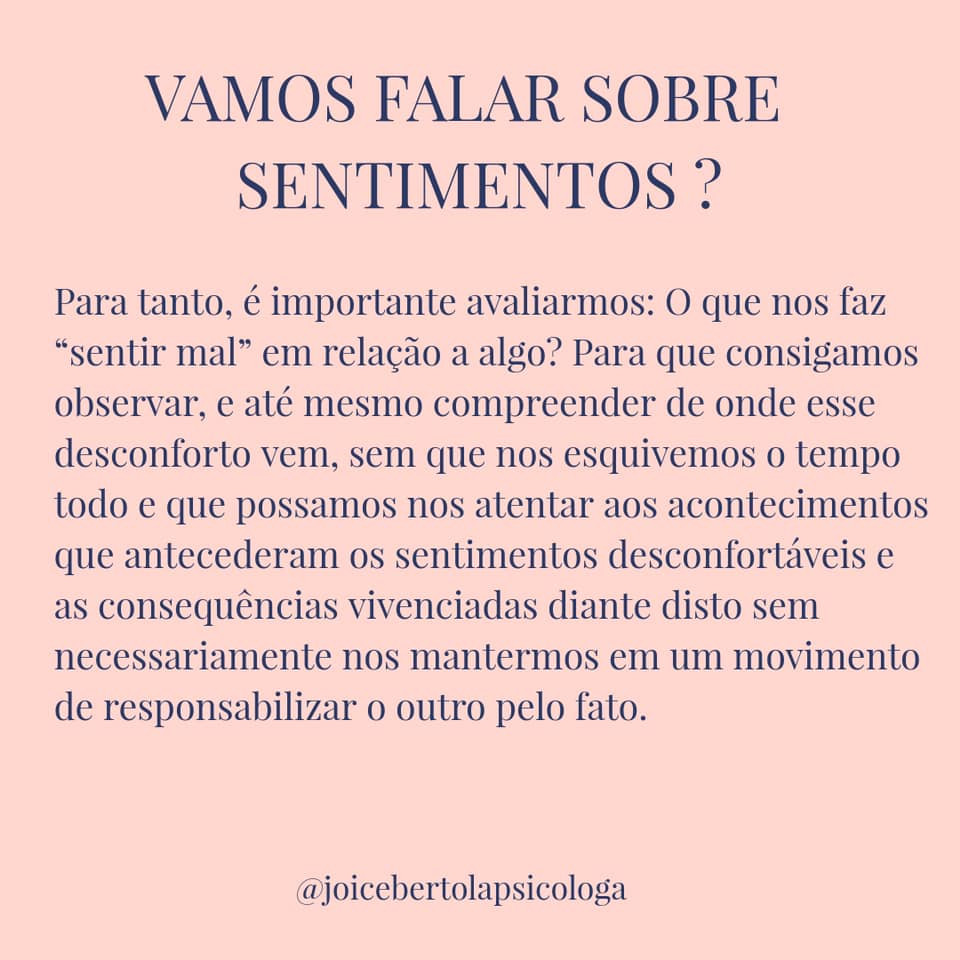 VAMOS FALAR SOBRE
SENTIMENTOS ?
Para tanto, é importante avaliarmos: O que nos faz
“sentir mal” em relação a algo? Para que consigamos
observar, e até mesmo compreender de onde esse
desconforto vem, sem que nos esquivemos o tempo
todo e que possamos nos atentar aos acontecimentos
que antecederam os sentimentos desconfortáveis e
as consequências vivenciadas diante disto sem
necessariamente nos mantermos em um movimento
de responsabilizar o outro pelo fato.
@joicebertolapsicologa